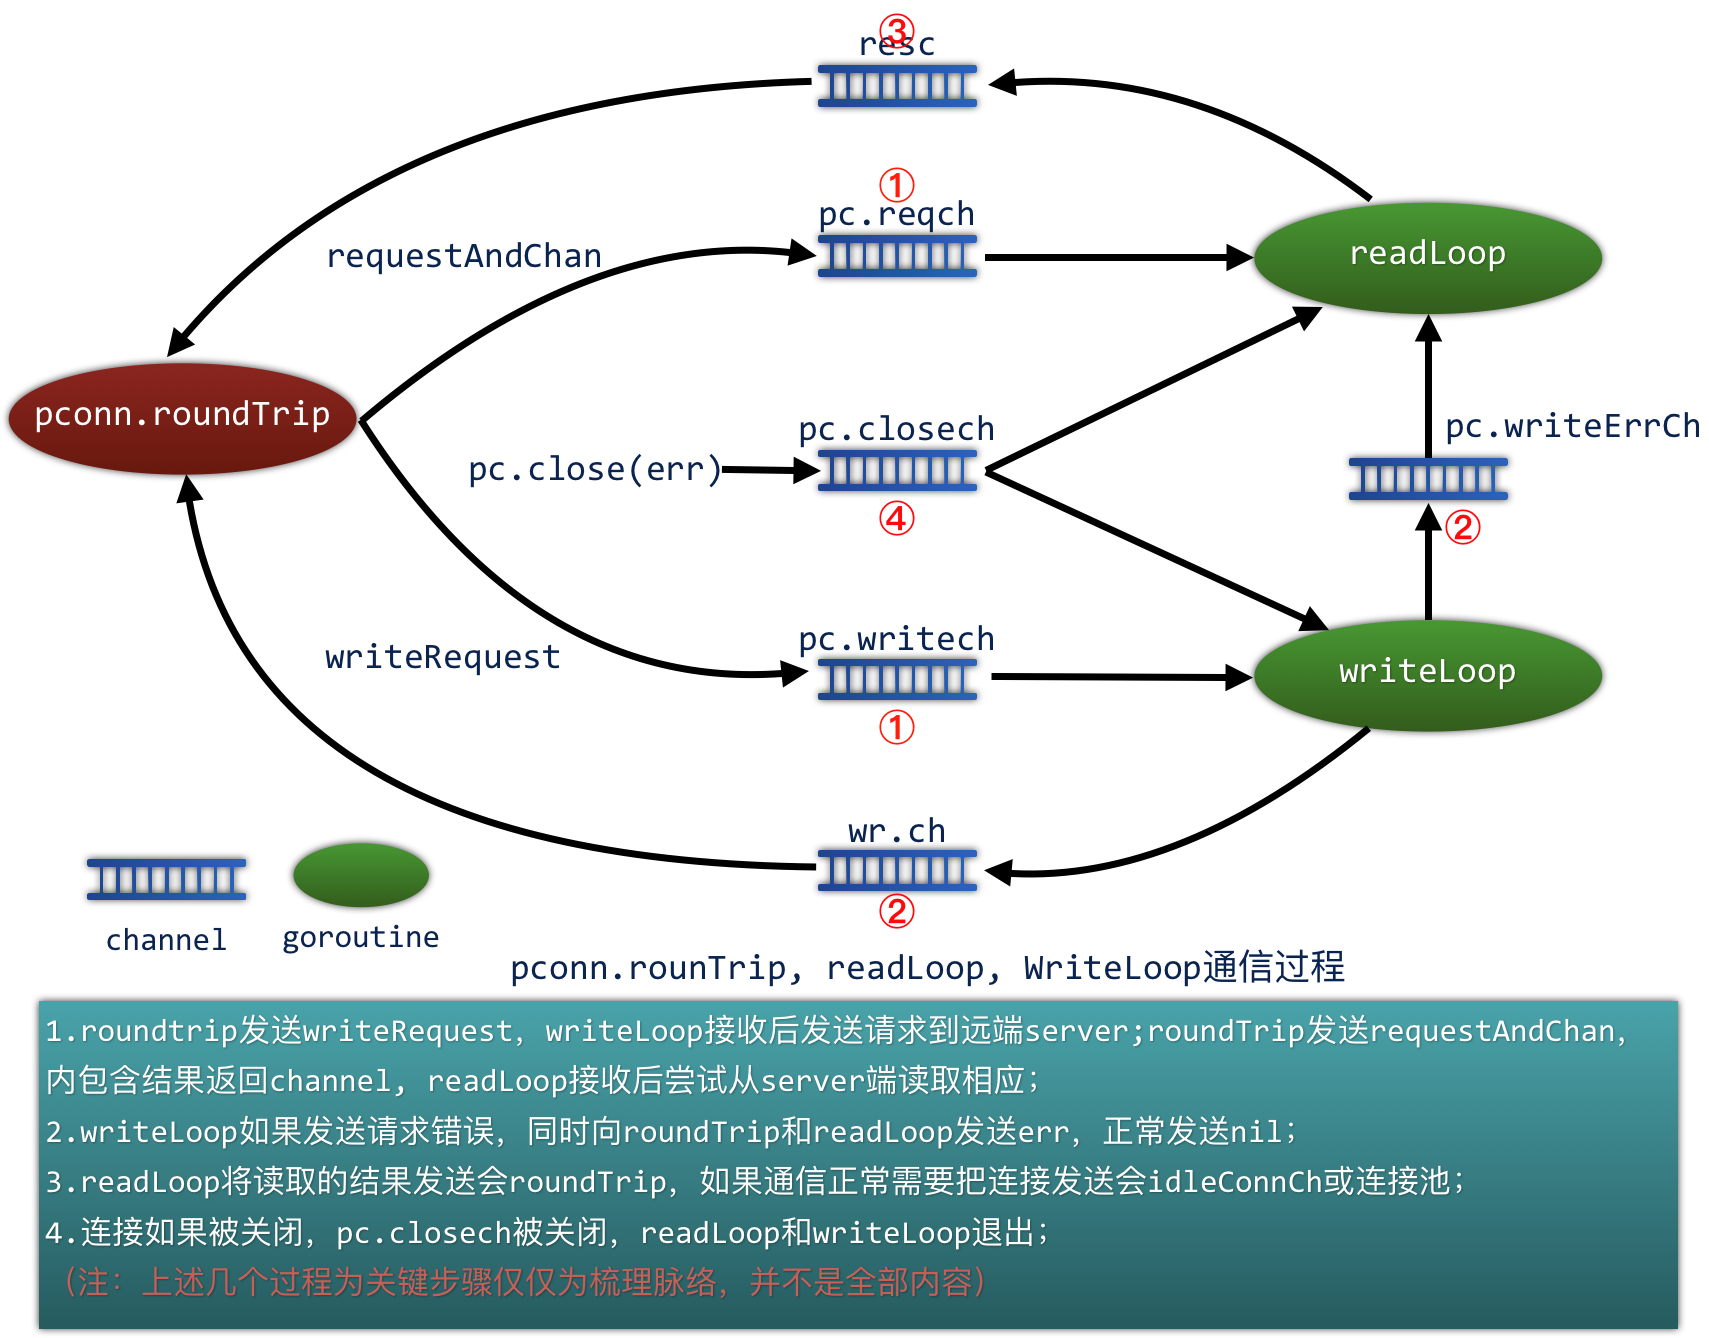 ③
resc
①
pc.reqch
requestAndChan
readLoop
pconn.roundTrip
pc.closech
pc.writeErrCh
pc.close(err)
④
②
pc.writech
writeRequest
writeLoop
①
wr.ch
②
channel
goroutine
pconn.rounTrip, readLoop, WriteLoop通信过程
1.roundtrip发送writeRequest，writeLoop接收后发送请求到远端server;roundTrip发送requestAndChan，
内包含结果返回channel, readLoop接收后尝试从server端读取相应；
2.writeLoop如果发送请求错误，同时向roundTrip和readLoop发送err，正常发送nil；
3.readLoop将读取的结果发送会roundTrip，如果通信正常需要把连接发送会idleConnCh或连接池；
4.连接如果被关闭，pc.closech被关闭，readLoop和writeLoop退出；
（注：上述几个过程为关键步骤仅仅为梳理脉络，并不是全部内容）